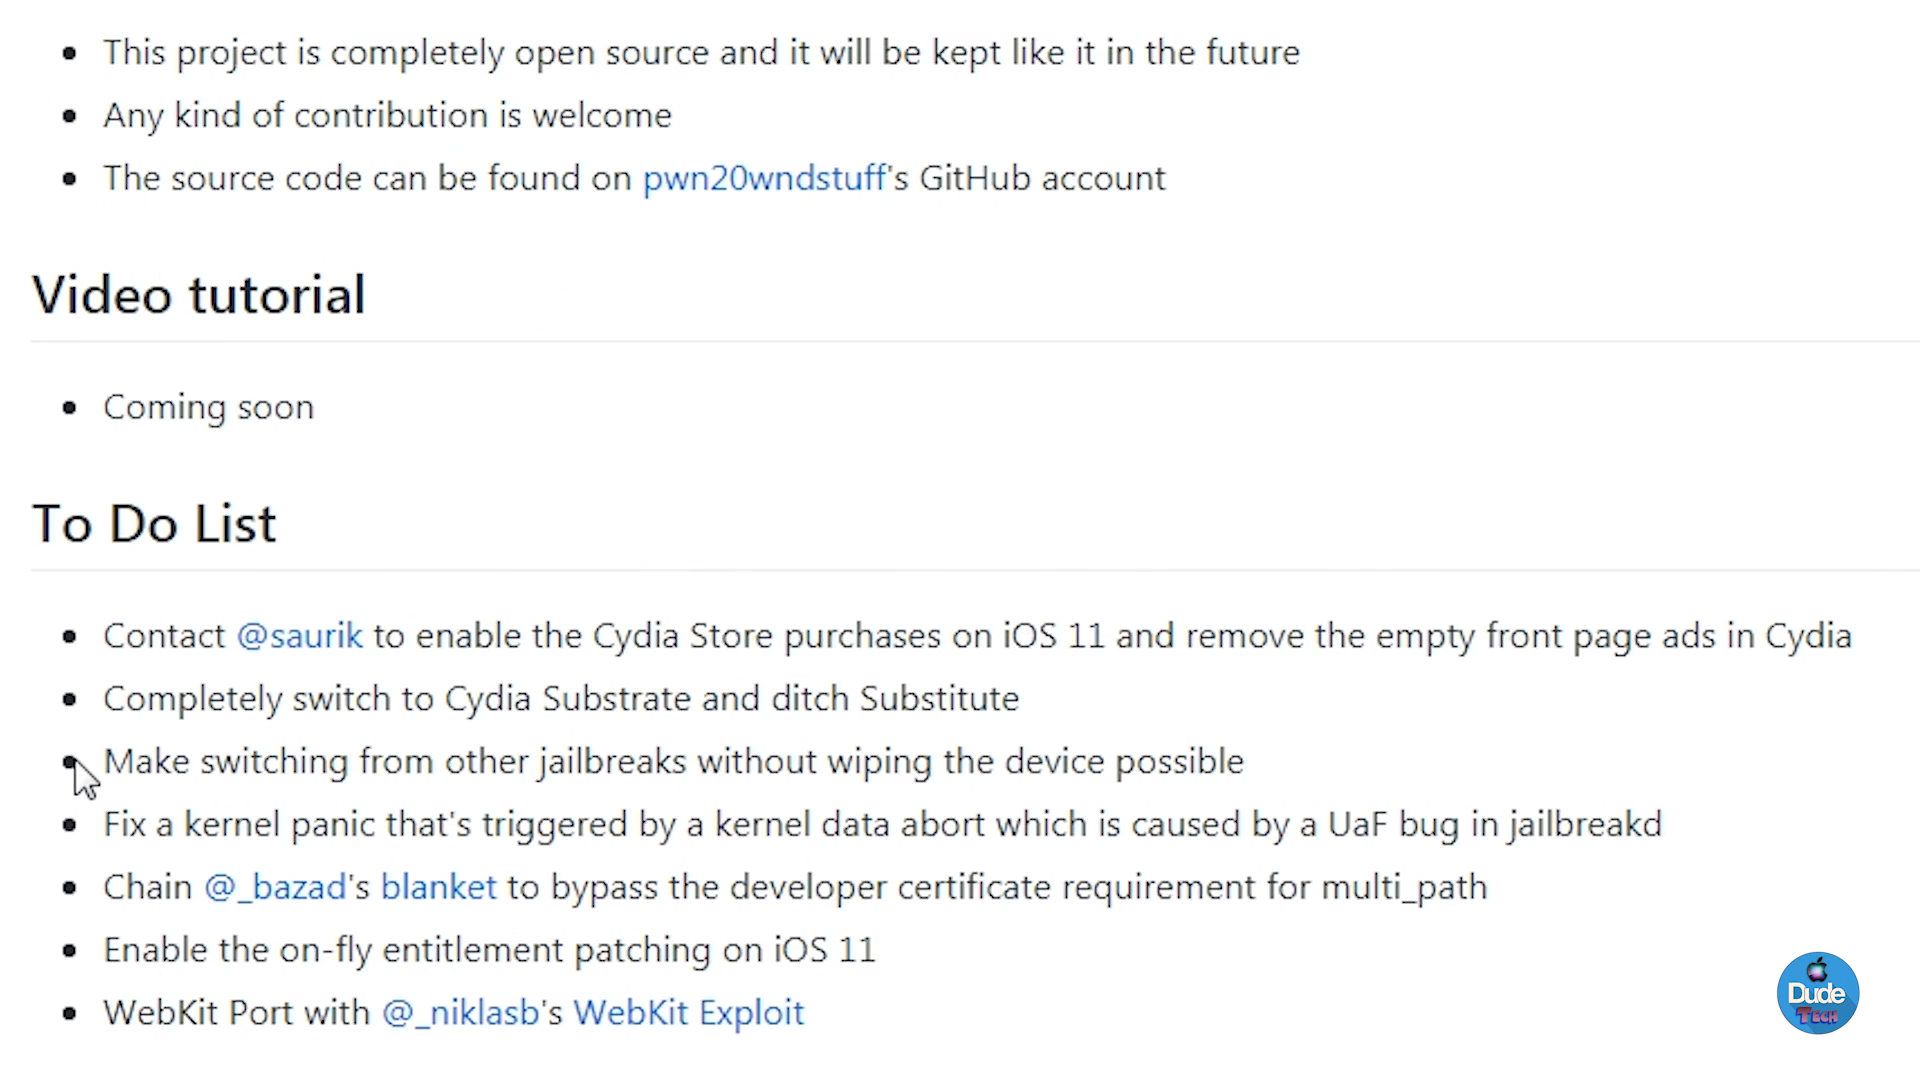 This project is completely open source and it will be kept like it in the future
Any kind of contribution is welcome
The source code can be found on pwn20wndstuff's GitHub account
Video tutorial
Coming soon
To Do List
Contact @saurik to enable the Cydia Store purchases on iOS 11 and remove the empty front page ads in Cydia
Completely switch to Cydia Substrate and ditch Substitute
Make switching from other jailbreaks without wiping the device possible
Fix a kernel panic that's triggered by a kernel data abort which is caused by a UaF bug in jailbreakd
Chain @_bazad's blanket to bypass the developer certificate requirement for multi_path
Enable the on-fly entitlement patching on iOS 11
WebKit Port with @_niklasb's WebKit Exploit
Dude
TECH